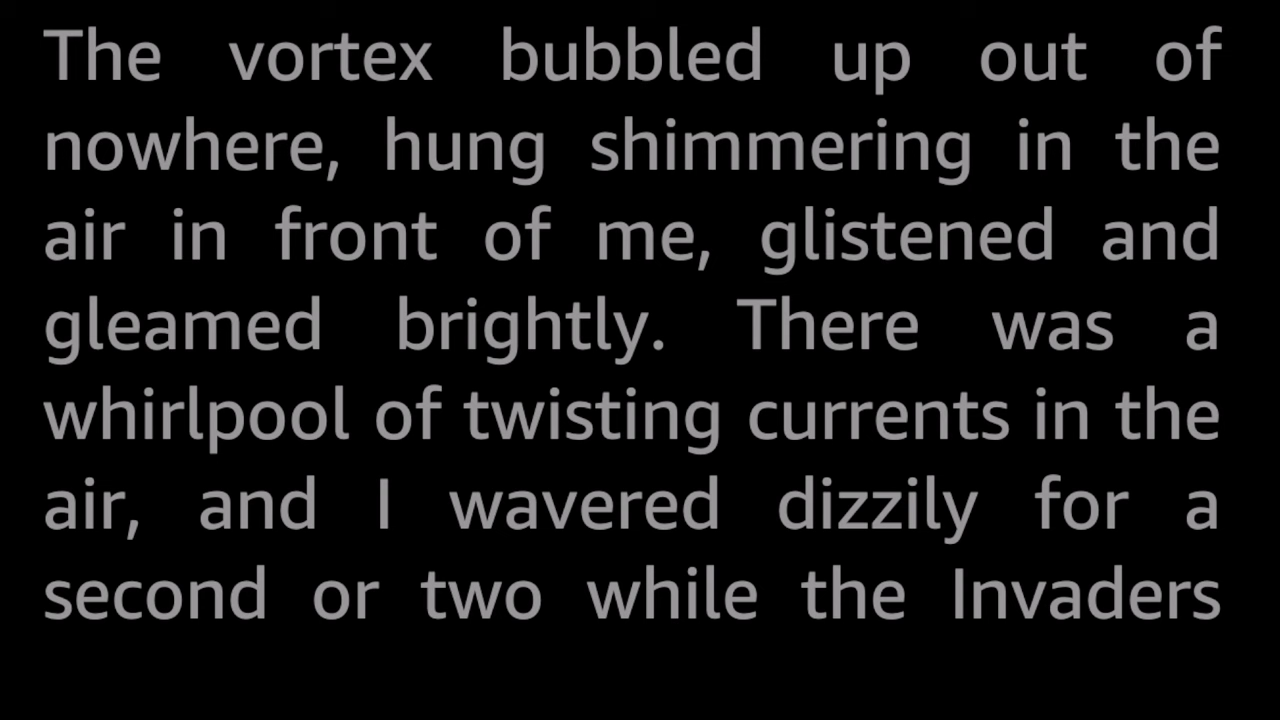 The vortex bubbled up out of
nowhere, hung shimmering in the
air in front of me, glistened and
gleamed brightly. There was a
whirlpool of twisting currents in the
air, and I wavered dizzily for a
second or two while the Invaders